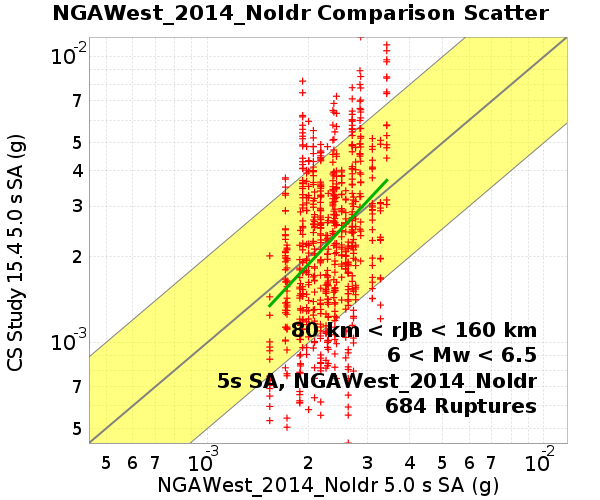 NGAWest_2014_NoIdr Comparison Scatter
10-2
7
5
4
3
2
10-3
7
5
CS Study 15.4 5.0 s SA (g)
80 km < rJB < 160 km
6 < Mw < 6.5
5s SA, NGAWest_2014_NoIdr
684 Ruptures
5 6 7 10-3 2 3 4 5 6 7 10-2
NGAWest_2014_NoIdr 5.0 s SA (g)